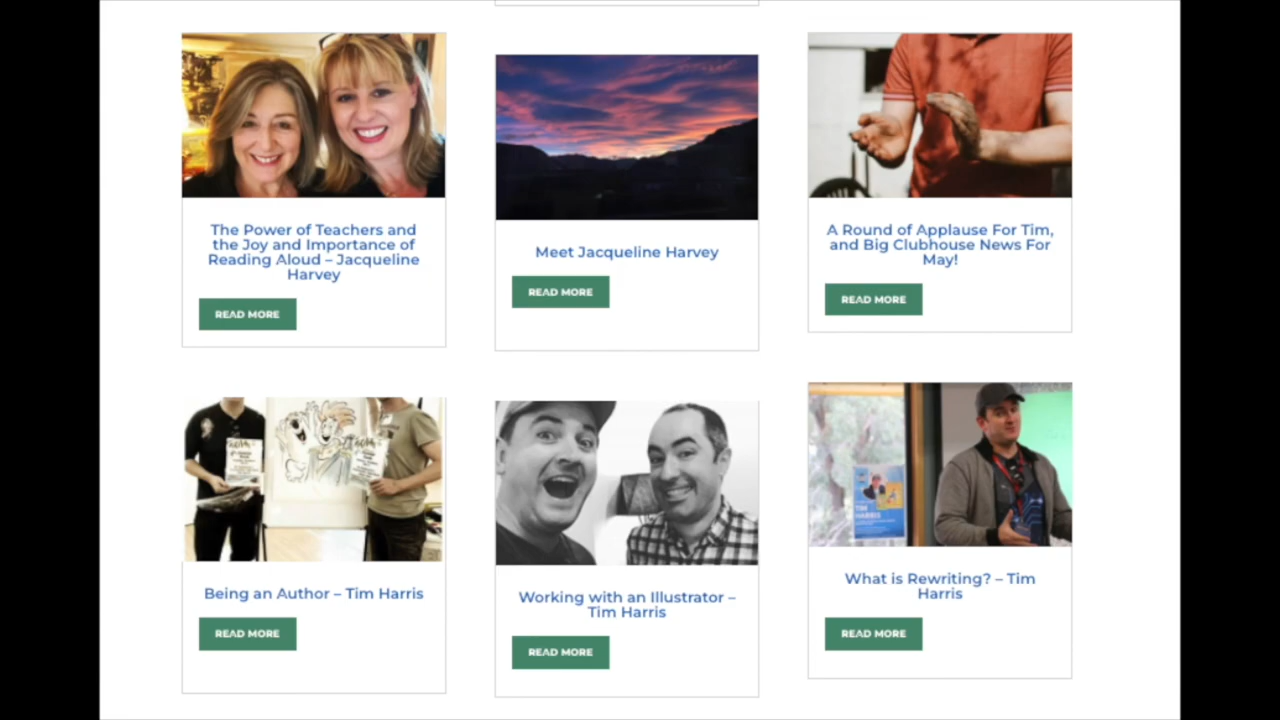 The Power of Teachers and
the Joy and Importance of
Reading Aloud – Jacqueline
Harvey
READ MORE
Meet Jacqueline Harvey
READ MORE
A Round of Applause For Tim,
and Big Clubhouse News For
May!
READ MORE
Being an Author – Tim Harris
READ MORE
Working with an Illustrator –
Tim Harris
READ MORE
TIM
HARRIS
What is Rewriting? – Tim
Harris
READ MORE